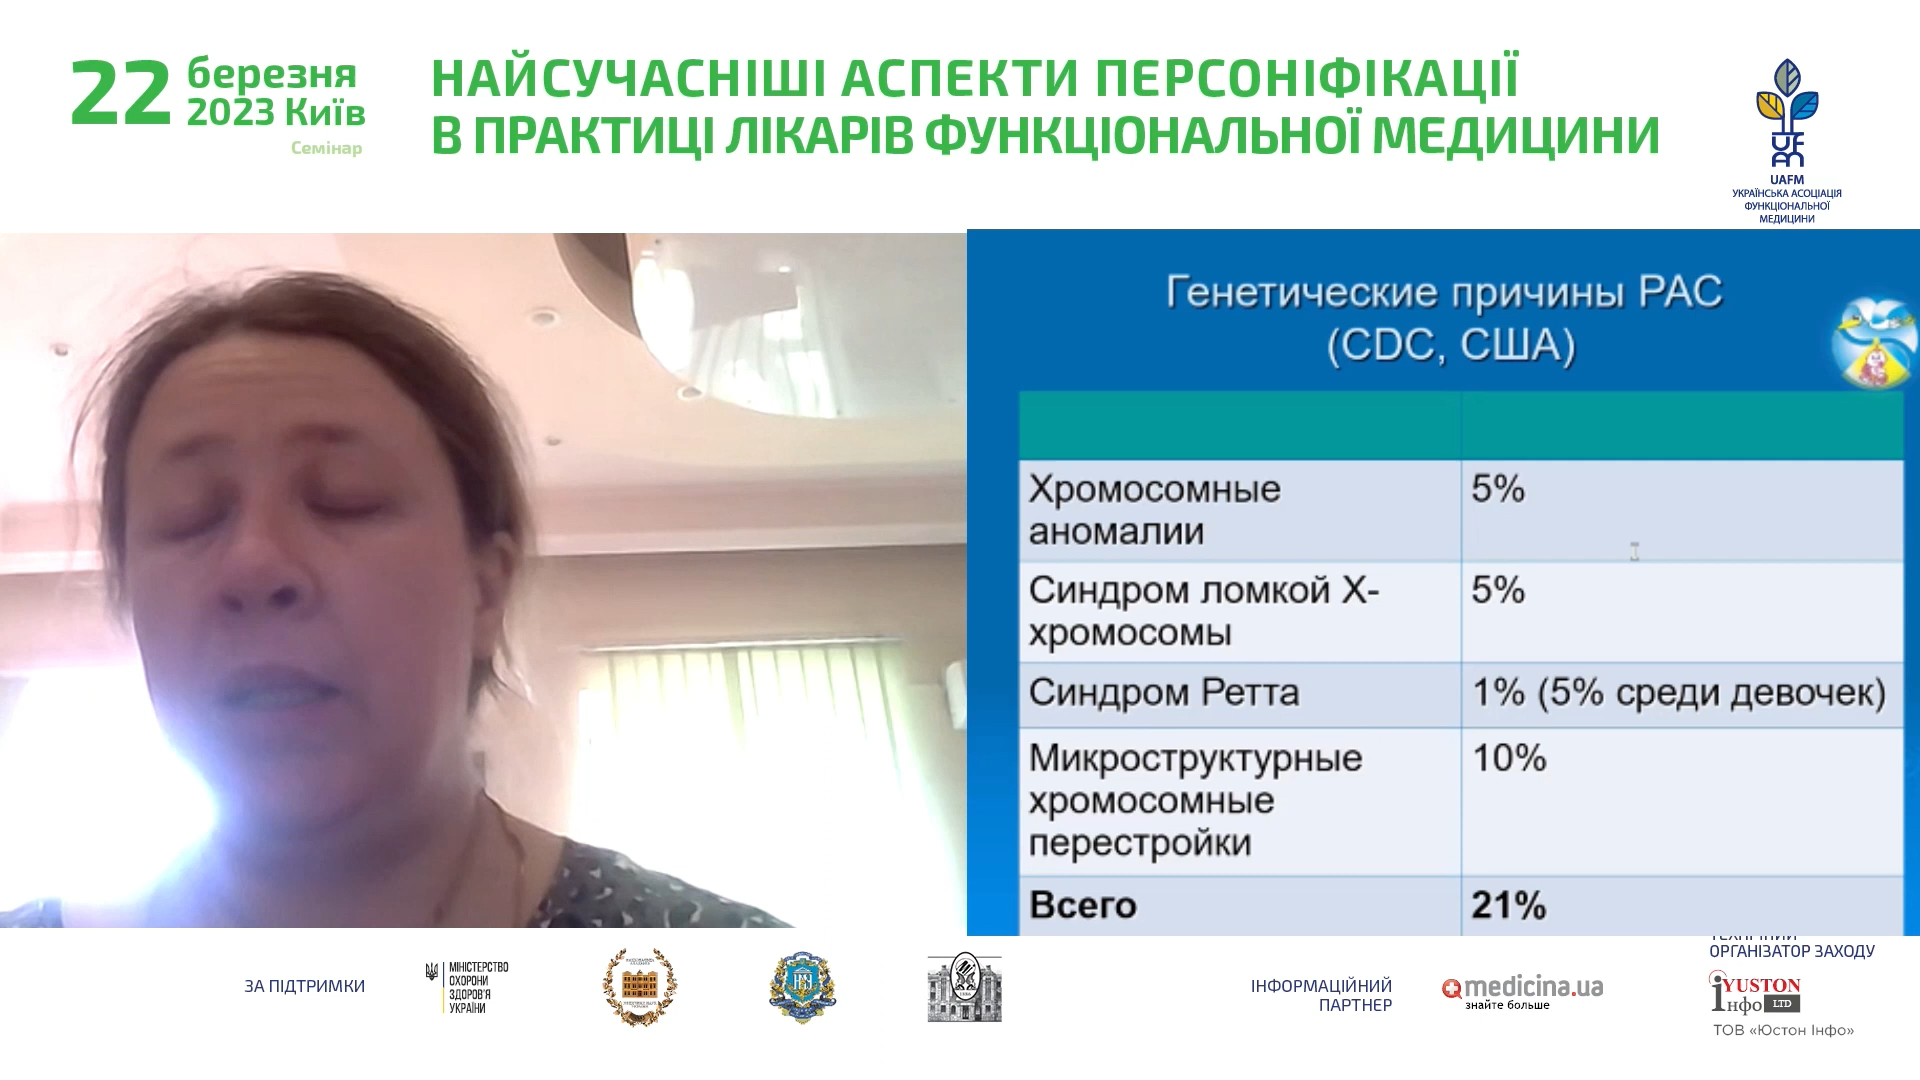 22
березня
2023 Київ
Семінар
НАЙСУЧАСНІШІ АСПЕКТИ ПЕРСОНІФІКАЦІЇ
В ПРАКТИЦІ ЛІКАРІВ ФУНКЦІОНАЛЬНОЇ МЕДИЦИНИ
UAFM
УКРАЇНСЬКА АСОЦІАЦІЯ
ФУНКЦІОНАЛЬНОЇ
МЕДИЦИНИ
Генетические причины РАС
(CDC, США)
Хромосомные
аномалии
5%
Синдром ломкой Х-
хромосомы
5%
Синдром Ретта
1% (5% среди девочек)
Микроструктурные
хромосомные
перестройки
10%
Всего
21%
ЗА ПІДТРИМКИ
МІНІСТЕРСТВО
ОХОРОНИ
ЗДОРОВ'Я
УКРАЇНИ
ІНФОРМАЦІЙНИЙ
ПАРТНЕР
medicina.ua
знайте больше
ОРГАНІЗАТОР ЗАХОДУ
YUSTON
Інфо LTD
ТОВ «Юстон Інфо»